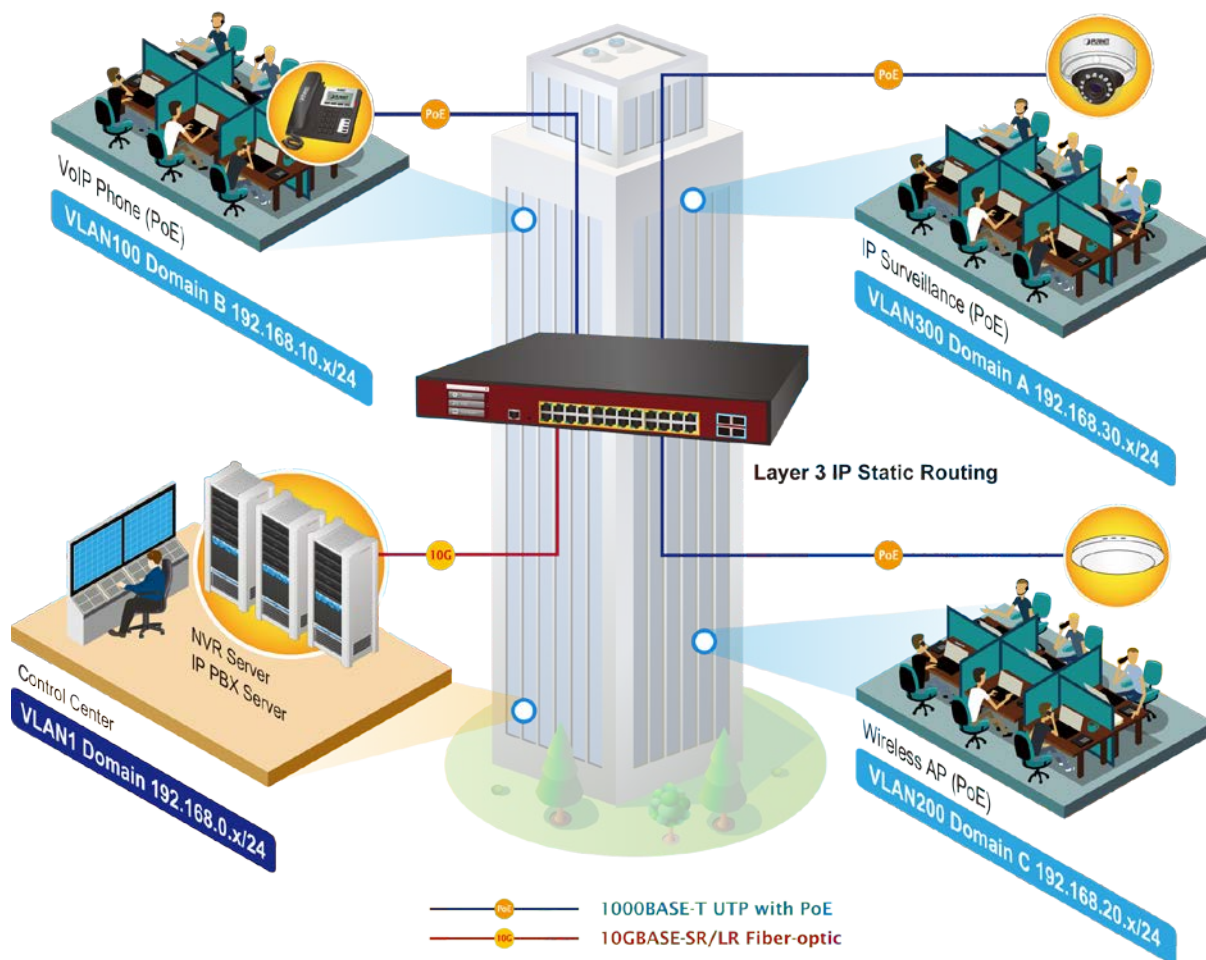 PoE
PoE
PLANET
VoIP Phone (PoE)
VLAN100 Domain B 192.168.10.x/24
IP Surveillance (PoE)
VLAN300 Domain A 192.168.30.x/24
Layer 3 IP Static Routing
10G
PoE
NVR Server
IP PBX Server
Control Center
VLAN1 Domain 192.168.0.x/24
Wireless AP (PoE)
VLAN200 Domain C 192.168.20.x/24
PoE 1000BASE-T UTP with PoE
10G 10GBASE-SR/LR Fiber-optic